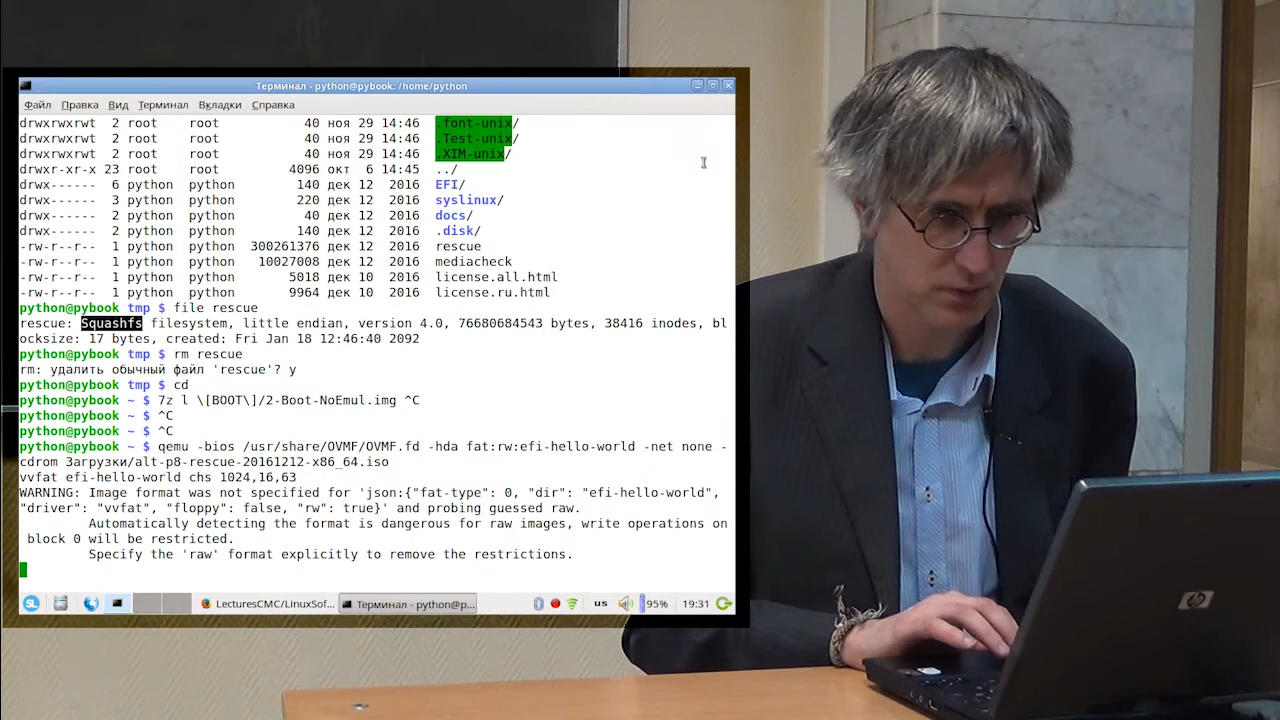 Терминал - python@pybook: /home/python
Файл Правка Вид Терминал Вкладки Справка
drwxrwxrwt 2 root root 40 ноя 29 14:46 .font-unix/
drwxrwxrwt 2 root root 40 ноя 29 14:46 .Test-unix/
drwxrwxrwt 2 root root 40 ноя 29 14:46 .XIM-unix/
drwxr-xr-x 23 root root 4096 окт 6 14:45 ../
drwx------ 6 python python 140 дек 12 2016 EFI/
drwx------ 3 python python 220 дек 12 2016 syslinux/
drwx------ 2 python python 40 дек 12 2016 docs/
drwx------ 2 python python 140 дек 12 2016 .disk/
-rw-r--r-- 1 python python 300261376 дек 12 2016 rescue
-rw-r--r-- 1 python python 10027008 дек 12 2016 mediacheck
-rw-r--r-- 1 python python 5018 дек 10 2016 license.all.html
-rw-r--r-- 1 python python 9964 дек 10 2016 license.ru.html
python@pybook tmp $ file rescue
rescue: Squashfs filesystem, little endian, version 4.0, 76680684543 bytes, 38416 inodes, bl
ocksize: 17 bytes, created: Fri Jan 18 12:46:40 2092
python@pybook tmp $ rm rescue
rm: удалить обычный файл 'rescue'? y
python@pybook tmp $ cd
python@pybook ~ $ 7z l \[BOOT\]/2-Boot-NoEmul.img ^C
python@pybook ~ $ ^C
python@pybook ~ $ ^C
python@pybook ~ $ qemu -bios /usr/share/OVMF/OVMF.fd -hda fat:rw:efi-hello-world -net none -
cdrom Загрузки/alt-p8-rescue-20161212-x86_64.iso
vvfat efi-hello-world chs 1024,16,63
WARNING: Image format was not specified for 'json:{"fat-type": 0, "dir": "efi-hello-world",
"driver": "vvfat", "floppy": false, "rw": true}' and probing guessed raw.
Automatically detecting the format is dangerous for raw images, write operations on
block 0 will be restricted.
Specify the 'raw' format explicitly to remove the restrictions.
LecturesCMC/LinuxSof... Терминал - python@p... us 95% 19:31
hp